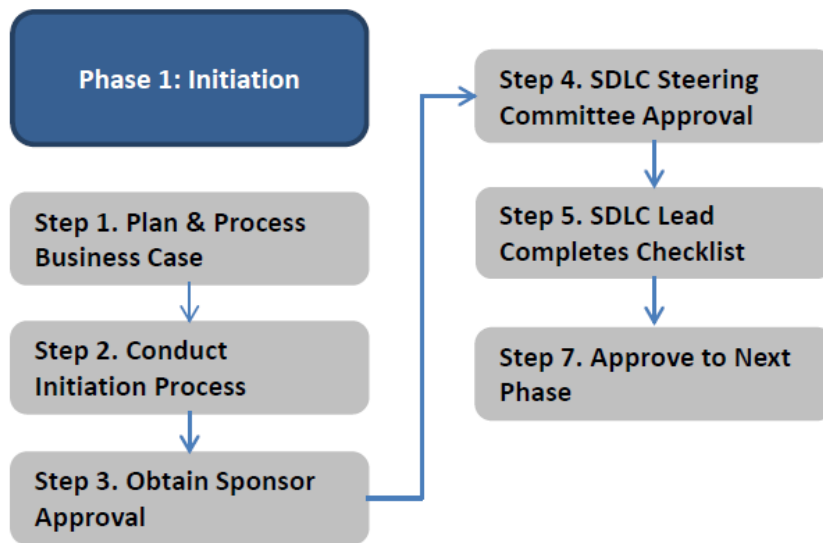 Phase 1: Initiation
Step 1. Plan & Process
Business Case
Step 2. Conduct
Initiation Process
Step 3. Obtain Sponsor
Approval
Step 4. SDLC Steering
Committee Approval
Step 5. SDLC Lead
Completes Checklist
Step 7. Approve to Next
Phase